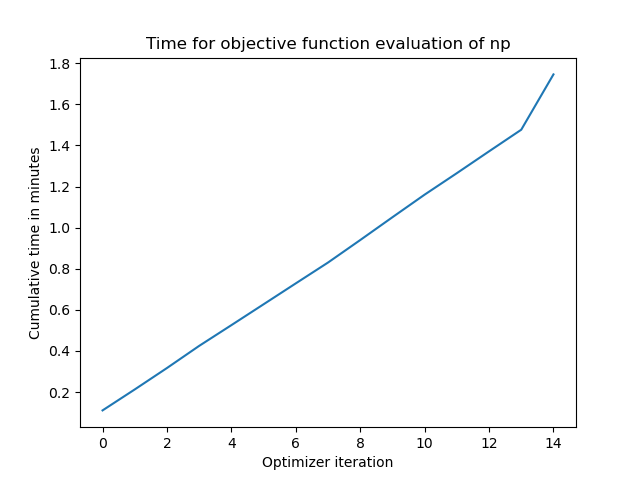 Time for objective function evaluation of np
Cumulative time in minutes
1.8
1.6
1.4
1.2
1.0
0.8
0.6
0.4
0.2
0 2 4 6 8 10 12 14
Optimizer iteration